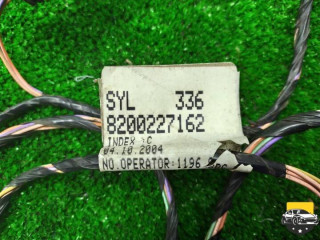 SYL 336
8200227162
INDEX :C
04.10.2004
NO.OPERATOR:1196